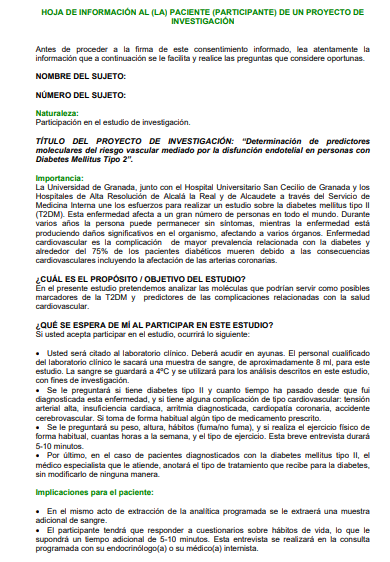 HOJA DE INFORMACIÓN AL (LA) PACIENTE (PARTICIPANTE) DE UN PROYECTO DE
INVESTIGACIÓN
Antes de proceder a la firma de este consentimiento informado, lea atentamente la
información que a continuación se le facilita y realice las preguntas que considere oportunas.
NOMBRE DEL SUJETO:
NÚMERO DEL SUJETO:
Naturaleza:
Participación en el estudio de investigación.
TÍTULO DEL PROYECTO DE INVESTIGACIÓN: “Determinación de predictores
moleculares del riesgo vascular mediado por la disfunción endotelial en personas con
Diabetes Mellitus Tipo 2”.
Importancia:
La Universidad de Granada, junto con el Hospital Universitario San Cecilio de Granada y los
Hospitales de Alta Resolución de Alcalá la Real y de Alcaudete a través del Servicio de
Medicina Interna une los esfuerzos para realizar un estudio sobre la diabetes mellitus tipo II
(T2DM). Esta enfermedad afecta a un gran número de personas en todo el mundo. Durante
varios años la persona puede permanecer sin síntomas, mientras la enfermedad está
produciendo daños significativos en el organismo, afectando a varios órganos. Enfermedad
cardiovascular es la complicación de mayor prevalencia relacionada con la diabetes y
alrededor del 75% de los pacientes diabéticos mueren debido a las consecuencias
cardiovasculares incluyendo la afectación de las arterias coronarias.
¿CUÁL ES EL PROPÓSITO / OBJETIVO DEL ESTUDIO?
En el presente estudio pretendemos analizar las moléculas que podrían servir como posibles
marcadores de la T2DM y predictores de las complicaciones relacionadas con la salud
cardiovascular.
¿QUÉ SE ESPERA DE MÍ AL PARTICIPAR EN ESTE ESTUDIO?
Si usted acepta participar en el estudio, ocurrirá lo siguiente:
• Usted será citado al laboratorio clínico. Deberá acudir en ayunas. El personal cualificado
del laboratorio clínico le sacará una muestra de sangre, de aproximadamente 8 ml, para este
estudio. La sangre se guardará a 4ºC y se utilizará para los análisis descritos en este estudio,
con fines de investigación.
• Se le preguntará si tiene diabetes tipo II y cuanto tiempo ha pasado desde que fui
diagnosticada esta enfermedad, y si tiene alguna complicación de tipo cardiovascular: tensión
arterial alta, insuficiencia cardíaca, arritmia diagnosticada, cardiopatía coronaria, accidente
cerebrovascular. Si toma de forma habitual algún tipo de medicamento prescrito.
• Se le preguntará su peso, altura, hábitos (fuma/no fuma), y si realiza el ejercicio físico de
forma habitual, cuantas horas a la semana, y el tipo de ejercicio. Esta breve entrevista durará
5-10 minutos.
• Por último, en el caso de pacientes diagnosticados con la diabetes mellitus tipo II, el
médico especialista que le atiende, anotará el tipo de tratamiento que recibe para la diabetes,
sin modificarlo de ninguna manera.
Implicaciones para el paciente:
• En el mismo acto de extracción de la analítica programada se le extraerá una muestra
adicional de sangre.
• El participante tendrá que responder a cuestionarios sobre hábitos de vida, lo que le
supondrá un tiempo adicional de 5-10 minutos. Esta entrevista se realizará en la consulta
programada con su endocrinólogo(a) o su médico(a) internista.